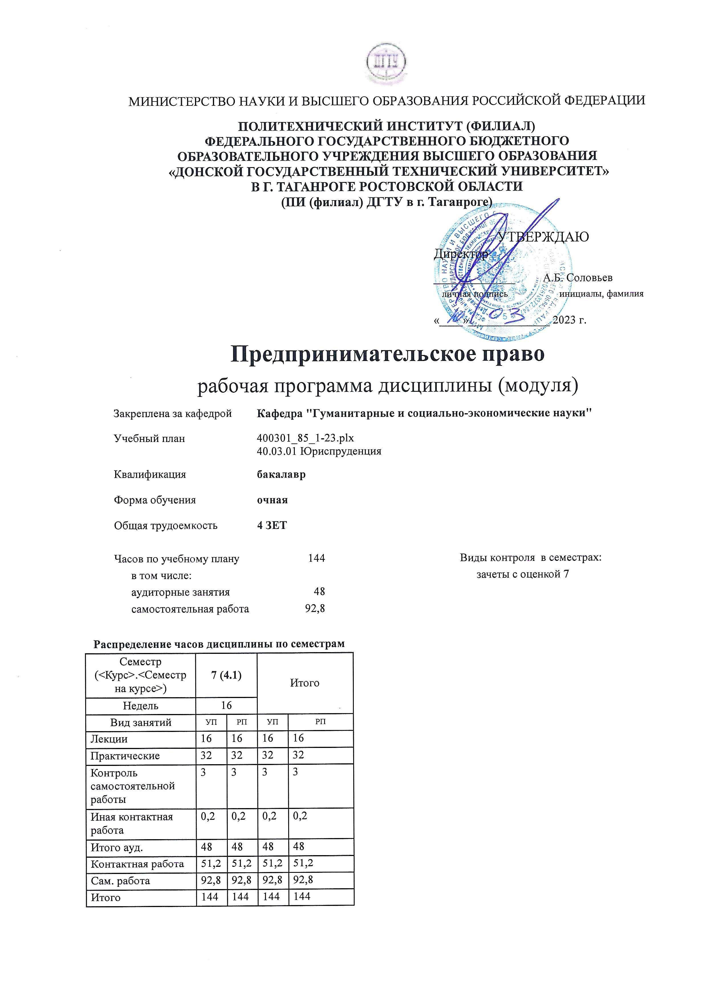 ДГТУ
МИНИСТЕРСТВО НАУКИ И ВЫСШЕГО ОБРАЗОВАНИЯ РОССИЙСКОЙ ФЕДЕРАЦИИ
ПОЛИТЕХНИЧЕСКИЙ ИНСТИТУТ (ФИЛИАЛ)
ФЕДЕРАЛЬНОГО ГОСУДАРСТВЕННОГО БЮДЖЕТНОГО
ОБРАЗОВАТЕЛЬНОГО УЧРЕЖДЕНИЯ ВЫСШЕГО ОБРАЗОВАНИЯ
«ДОНСКОЙ ГОСУДАРСТВЕННЫЙ ТЕХНИЧЕСКИЙ УНИВЕРСИТЕТ»
В Г. ТАГАНРОГЕ РОСТОВСКОЙ ОБЛАСТИ
(ПИ (филиал) ДГТУ в г. Таганроге)
УТВЕРЖДАЮ
Директор
А.Б. Соловьев
личная подпись инициалы, фамилия
« » 03 2023 г.
Предпринимательское право
рабочая программа дисциплины (модуля)
Закреплена за кафедрой Кафедра "Гуманитарные и социально-экономические науки"
Учебный план 400301_85_1-23.plx
40.03.01 Юриспруденция
Квалификация бакалавр
Форма обучения очная
Общая трудоемкость 4 ЗЕТ
Часов по учебному плану 144 Виды контроля в семестрах:
в том числе: зачеты с оценкой 7
аудиторные занятия 48
самостоятельная работа 92,8
Распределение часов дисциплины по семестрам
Семестр
(<Курс>.<Семестр 7 (4.1) Итого
на курсе>)
Недель 16
Вид занятий УП РП УП РП
Лекции 16 16 16 16
Практические 32 32 32 32
Контроль 3 3 3 3
самостоятельной
работы
Иная контактная 0,2 0,2 0,2 0,2
работа
Итого ауд. 48 48 48 48
Контактная работа 51,2 51,2 51,2 51,2
Сам. работа 92,8 92,8 92,8 92,8
Итого 144 144 144 144